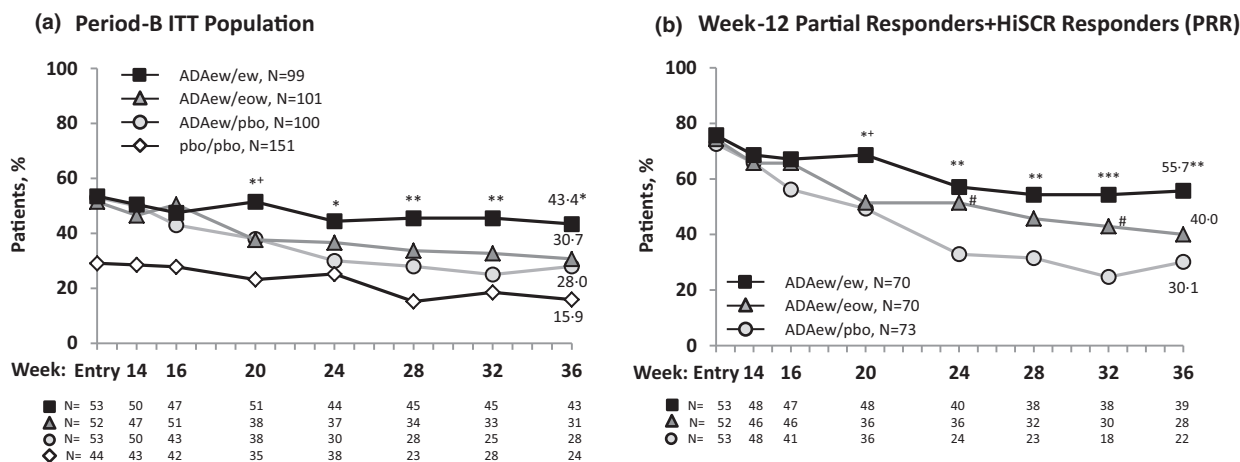 (a) Period-B ITT Population
100
80
60
40
20
0
Patients, %
ADAew/ew, N=99
ADAew/eow, N=101
ADAew/pbo, N=100
pbo/pbo, N=151
*+
*
**
**
43·4*
30·7
28·0
15·9
Week: Entry 14 16 20 24 28 32 36
N= 53 50 47 51 44 45 45 43
N= 52 47 51 38 37 34 33 31
N= 53 50 43 38 30 28 25 28
N= 44 43 42 35 38 23 28 24
(b) Week-12 Partial Responders+HiSCR Responders (PRR)
100
80
60
40
20
0
Patients, %
*+
**
#
**
***
#
55·7**
40·0
30·1
ADAew/ew, N=70
ADAew/eow, N=70
ADAew/pbo, N=73
Week: Entry 14 16 20 24 28 32 36
N= 53 48 47 48 40 38 38 39
N= 52 46 46 36 36 32 30 28
N= 53 48 41 36 24 23 18 22